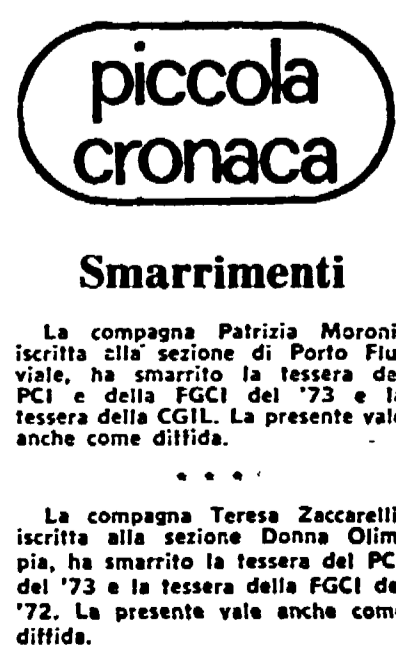 piccola
cronaca
Smarrimenti
La compagna Patrizia Moroni
iscritta alla sezione di Porto Flu
viale, ha smarrito la tessera de
PCI e della FGCI del '73 e la
tessera della CGIL. La presente vale
anche come diffida.
* * *
La compagna Teresa Zaccarelli
iscritta alla sezione Donna Olim
pia, ha smarrito la tessera del PC
del '73 e la tessera della FGCI de
'72. La presente vale anche come
diffida.